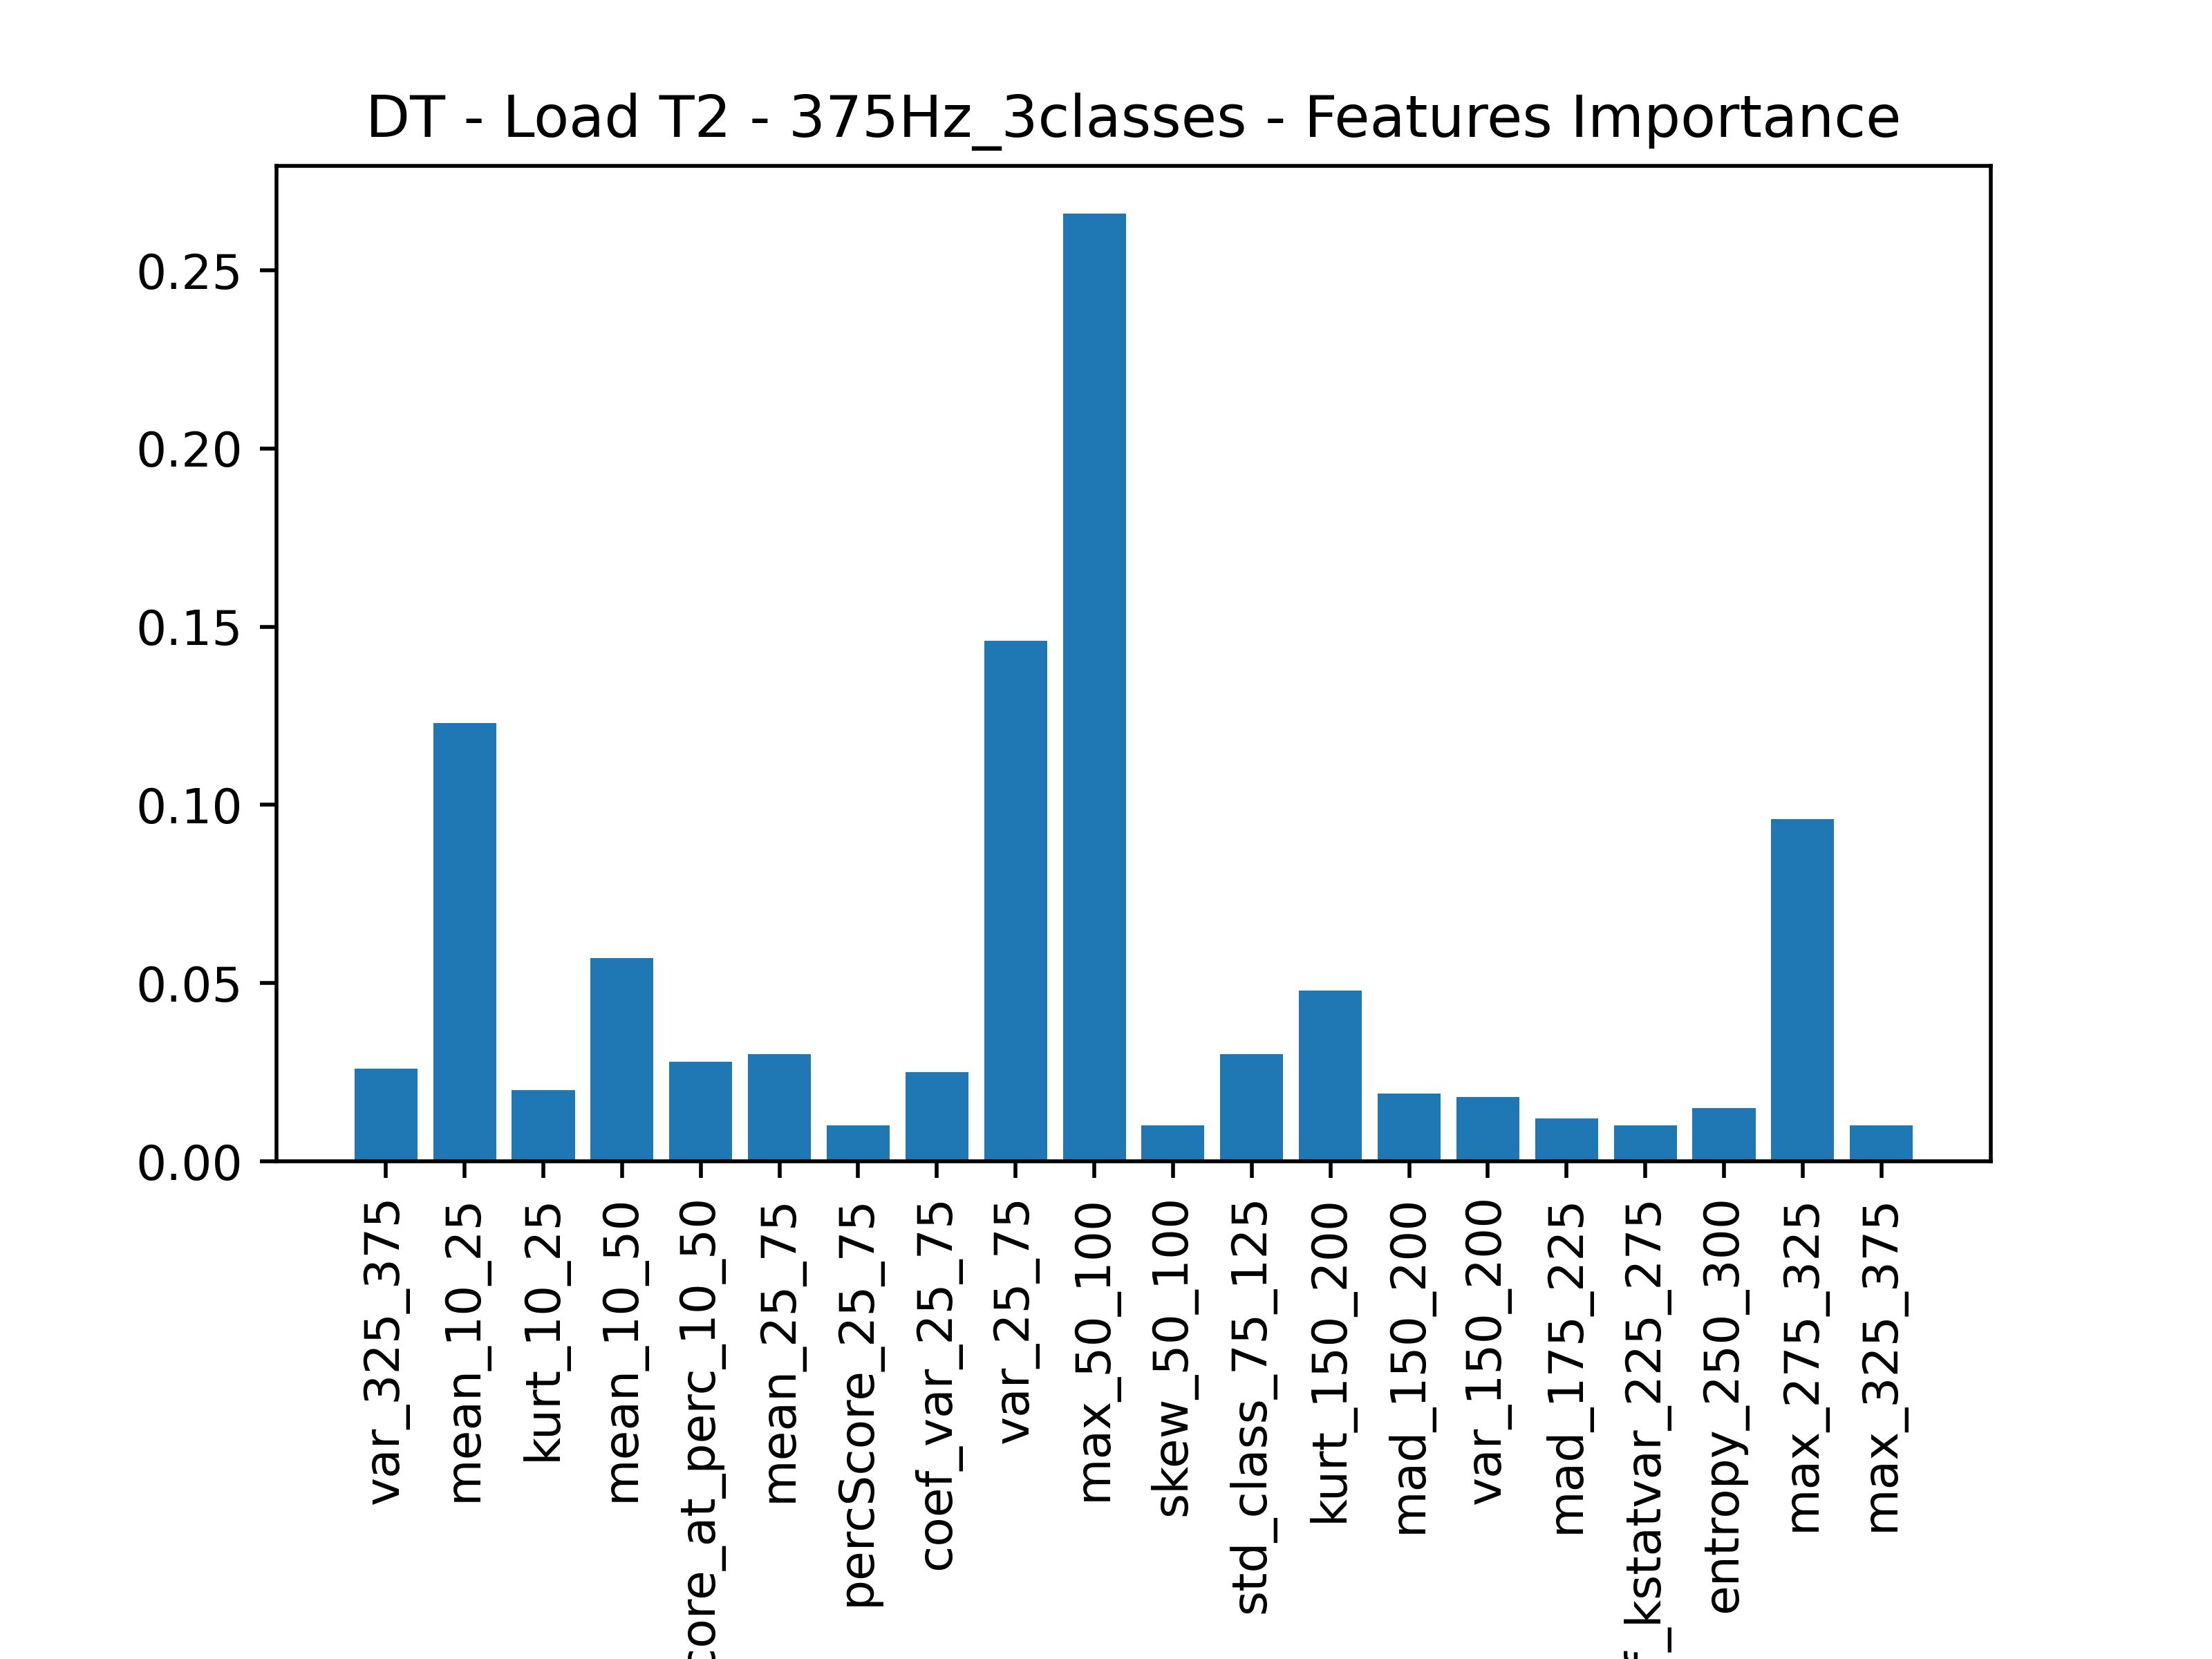 DT - Load T2 - 375Hz_3classes - Features Importance
0.25
0.20
0.15
0.10
0.05
0.00
var_325_375
mean_10_25
kurt_10_25
mean_10_50
core_at_perc_10_50
mean_25_75
percScore_25_75
coef_var_25_75
var_25_75
max_50_100
skew_50_100
std_class_75_125
kurt_150_200
mad_150_200
var_150_200
mad_175_225
f_kstatvar_225_275
entropy_250_300
max_275_325
max_325_375